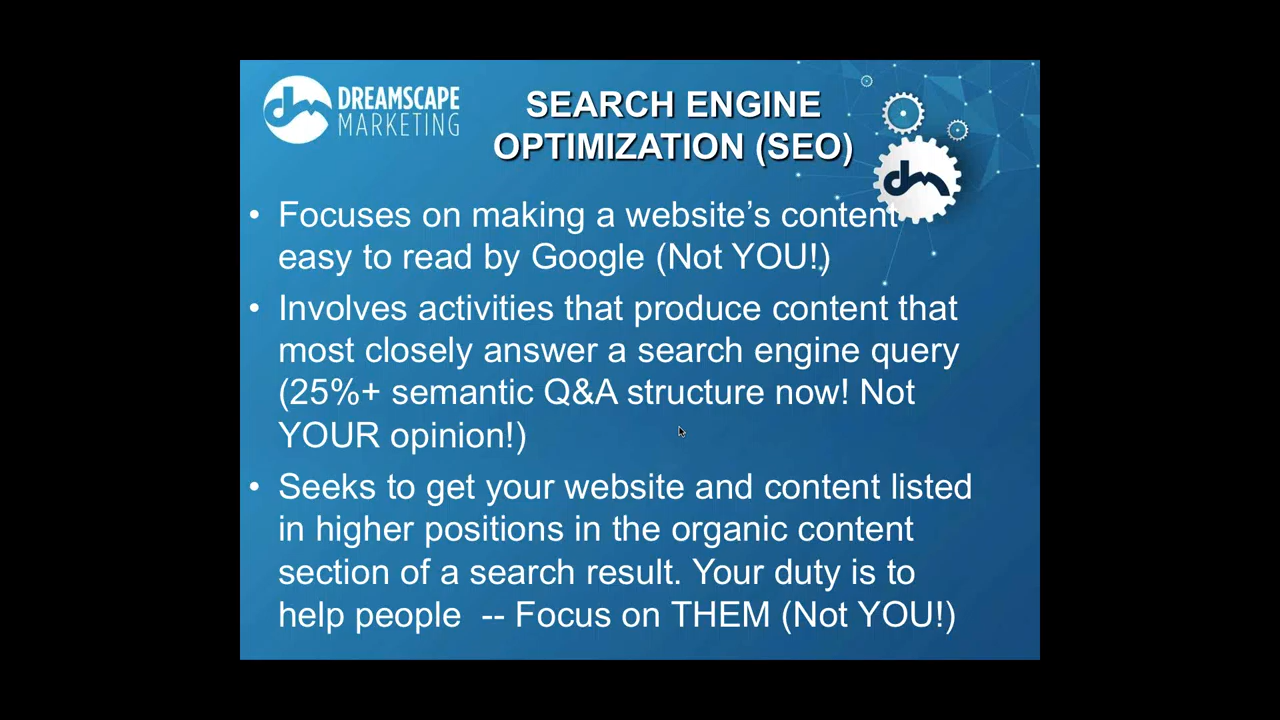 DREAMSCAPE
MARKETING
SEARCH ENGINE
OPTIMIZATION (SEO)
dm
• Focuses on making a website's content
easy to read by Google (Not YOU!)
• Involves activities that produce content that
most closely answer a search engine query
(25%+ semantic Q&A structure now! Not
YOUR opinion!)
• Seeks to get your website and content listed
in higher positions in the organic content
section of a search result. Your duty is to
help people -- Focus on THEM (Not YOU!)